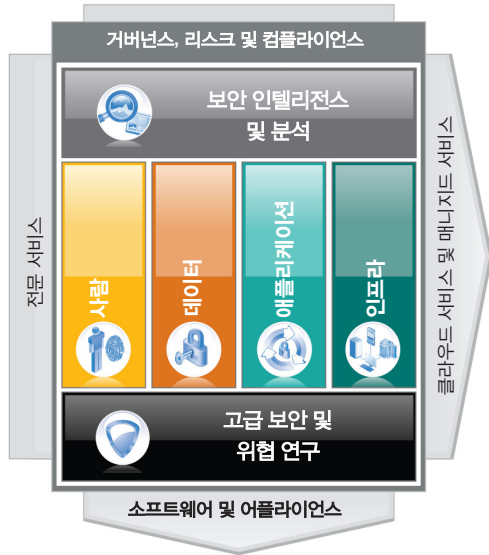 거버넌스, 리스크 및 컴플라이언스
보안 인텔리전스
및 분석
전문 서비스
사람
데이터
애플리케이션
인프라
클라우드 서비스 및 매니지드 서비스
고급 보안 및
위협 연구
소프트웨어 및 어플라이언스